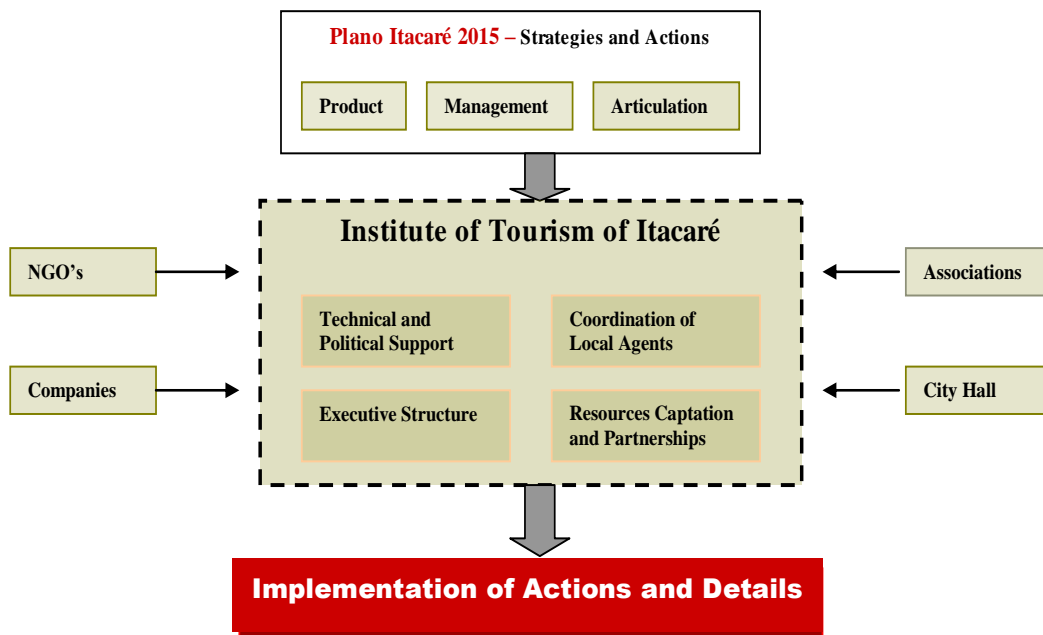 Plano Itacaré 2015 – Strategies and Actions
Product
Management
Articulation
Institute of Tourism of Itacaré
NGO’s
Associations
Technical and
Political Support
Coordination of
Local Agents
Companies
City Hall
Executive Structure
Resources Captation
and Partnerships
Implementation of Actions and Details